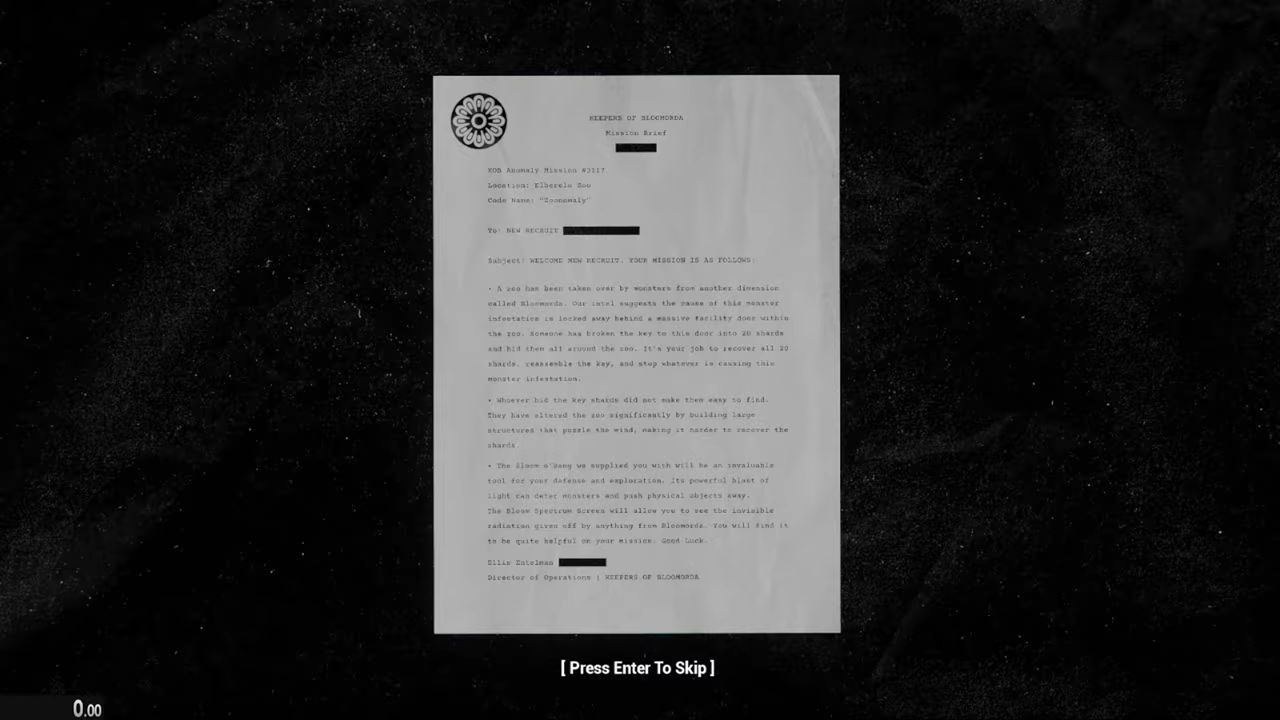 KEEPERS OF BLOOMORDA
Mission Brief
KOB Anomaly Mission #3117
Location: Zoo
Code Name: "Zoonomaly"
To: NEW RECRUIT
Subject: WELCOME NEW RECRUIT. YOUR MISSION IS AS FOLLOWS:
• A zoo has been taken over by monsters from another dimension
called Bloomorda. Our intel suggests the cause of this monster
infestation is locked away behind a massive facility door within
the zoo. Someone has broken the key to this door into 20 shards
and hid them all around the zoo. It's your job to recover all 20
shards, reassemble the key, and stop whatever is causing this
monster infestation.
• Whoever hid the key shards did not make them easy to find.
They have altered the zoo significantly by building large
structures that puzzle the mind, making it harder to recover the
shards.
• The Bloom o'Bang we supplied you with will be an invaluable
tool for your defense and exploration. Its powerful blast of
light can deter monsters and push physical objects away.
The Bloom Spectrum Screen will allow you to see the invisible
radiation given off by anything from Bloomorda. You will find it
to be quite helpful on your mission. Good Luck.
Ellis
Director of Operations | KEEPERS OF BLOOMORDA
[ Press Enter To Skip ]
0.00